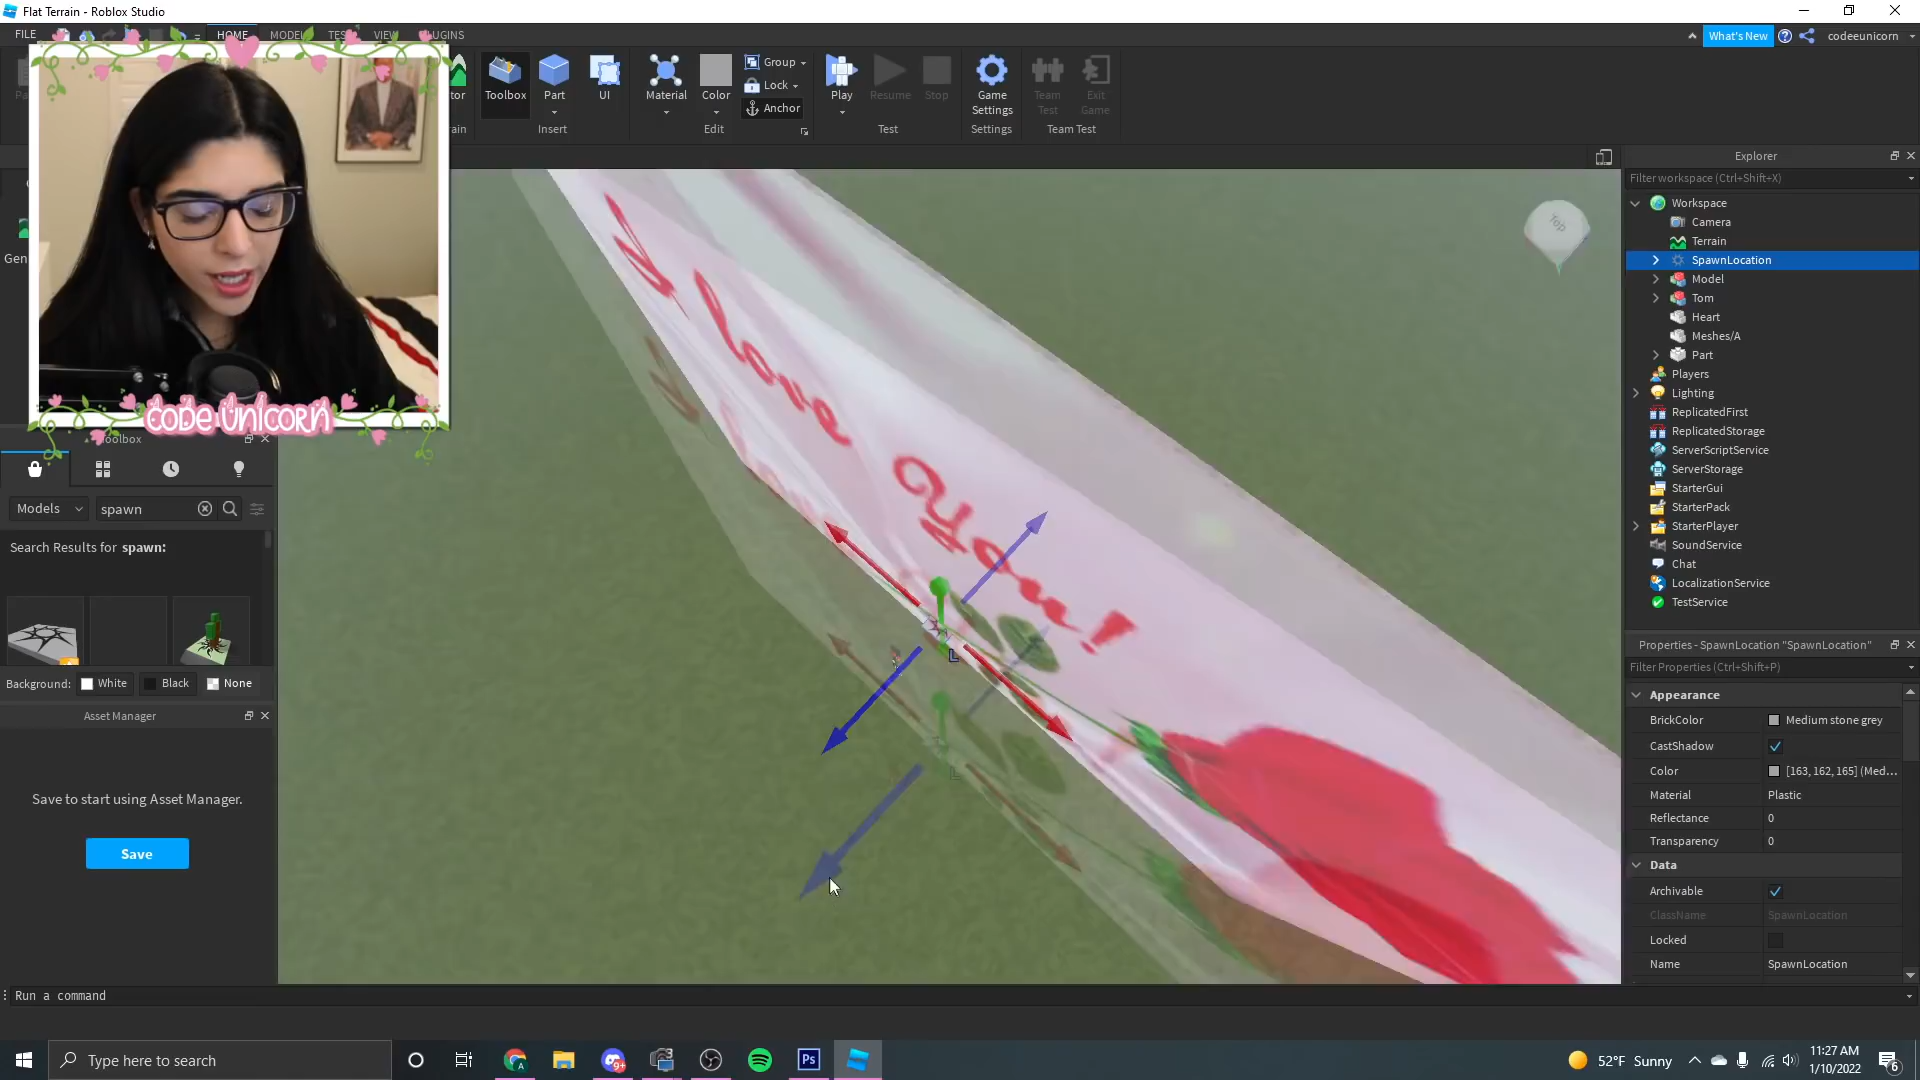 Flat Terrain - Roblox Studio
FILE HOME MODEL VIEW
What's New codeeunicorn
Toolbox Part UI Material Color Group Lock Anchor Play Resume Stop Game Settings Team Test Exit Game
Insert Edit Test Settings Team Test
CODE UNICORN
Explorer
Filter workspace (Ctrl+Shift+X)
Workspace
Camera
Terrain
SpawnLocation
Model
Tom
Heart
Meshes/A
Part
Players
Lighting
ReplicatedFirst
ReplicatedStorage
ServerScriptService
ServerStorage
StarterGui
StarterPack
StarterPlayer
SoundService
Chat
LocalizationService
TestService
Top
I love You!
Toolbox
Models spawn
Search Results for spawn:
Background: White Black None
Asset Manager
Save to start using Asset Manager.
Save
Properties - SpawnLocation "SpawnLocation"
Filter Properties (Ctrl+Shift+P)
Appearance
BrickColor Medium stone grey
CastShadow
Color [163, 162, 165] (Med...
Material Plastic
Reflectance 0
Transparency 0
Data
Archivable
ClassName SpawnLocation
Locked
Name SpawnLocation
Run a command
Type here to search
9+
Ps
52°F Sunny
11:27 AM
1/10/2022
6